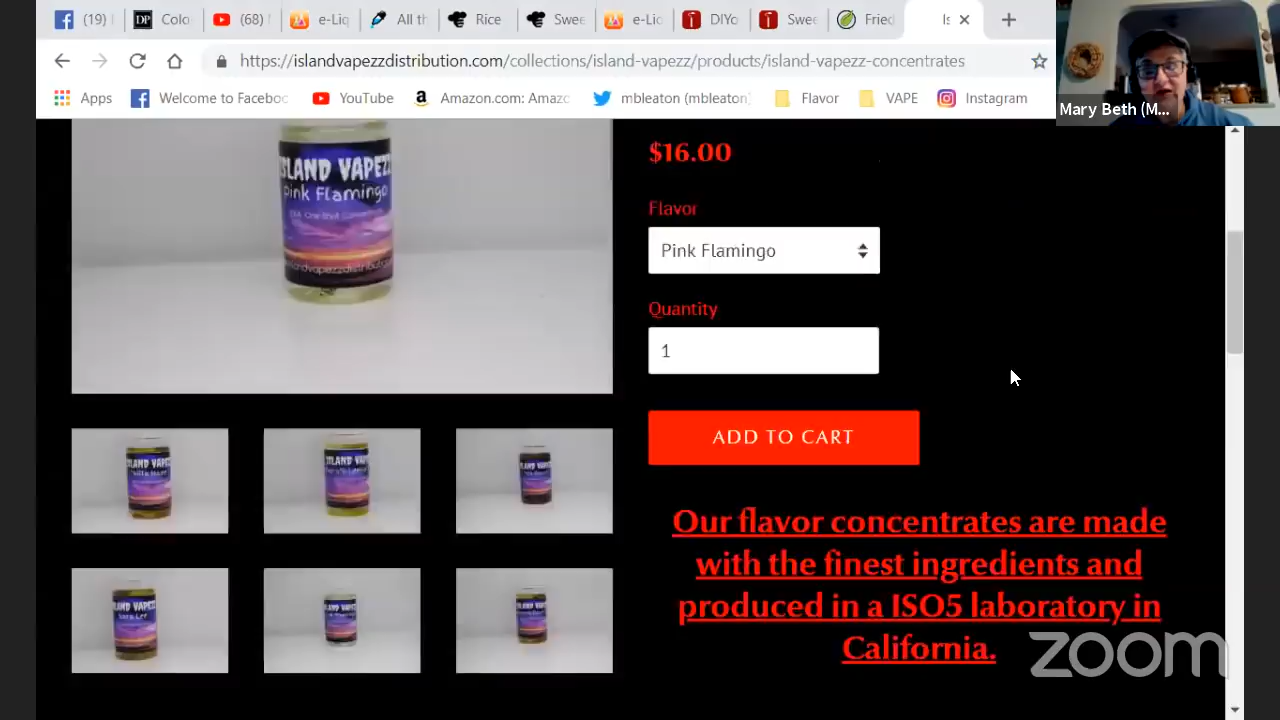 (19)
Colo
(68)
e-Liq
All th
Rice
Swee
e-Lic
DIYo
Swee
Fried
https://islandvapezzdistribution.com/collections/island-vapezz/products/island-vapezz-concentrates
Apps
Welcome to Faceboc
YouTube
Amazon.com: Amazc
mbleaton (mbleaton)
Flavor
VAPE
Instagram
Mary Beth (M...
ISLAND VAPEZZ
Pink Flamingo
$16.00
Flavor
Pink Flamingo
Quantity
1
ADD TO CART
Our flavor concentrates are made
with the finest ingredients and
produced in a ISO5 laboratory in
California.
zoom